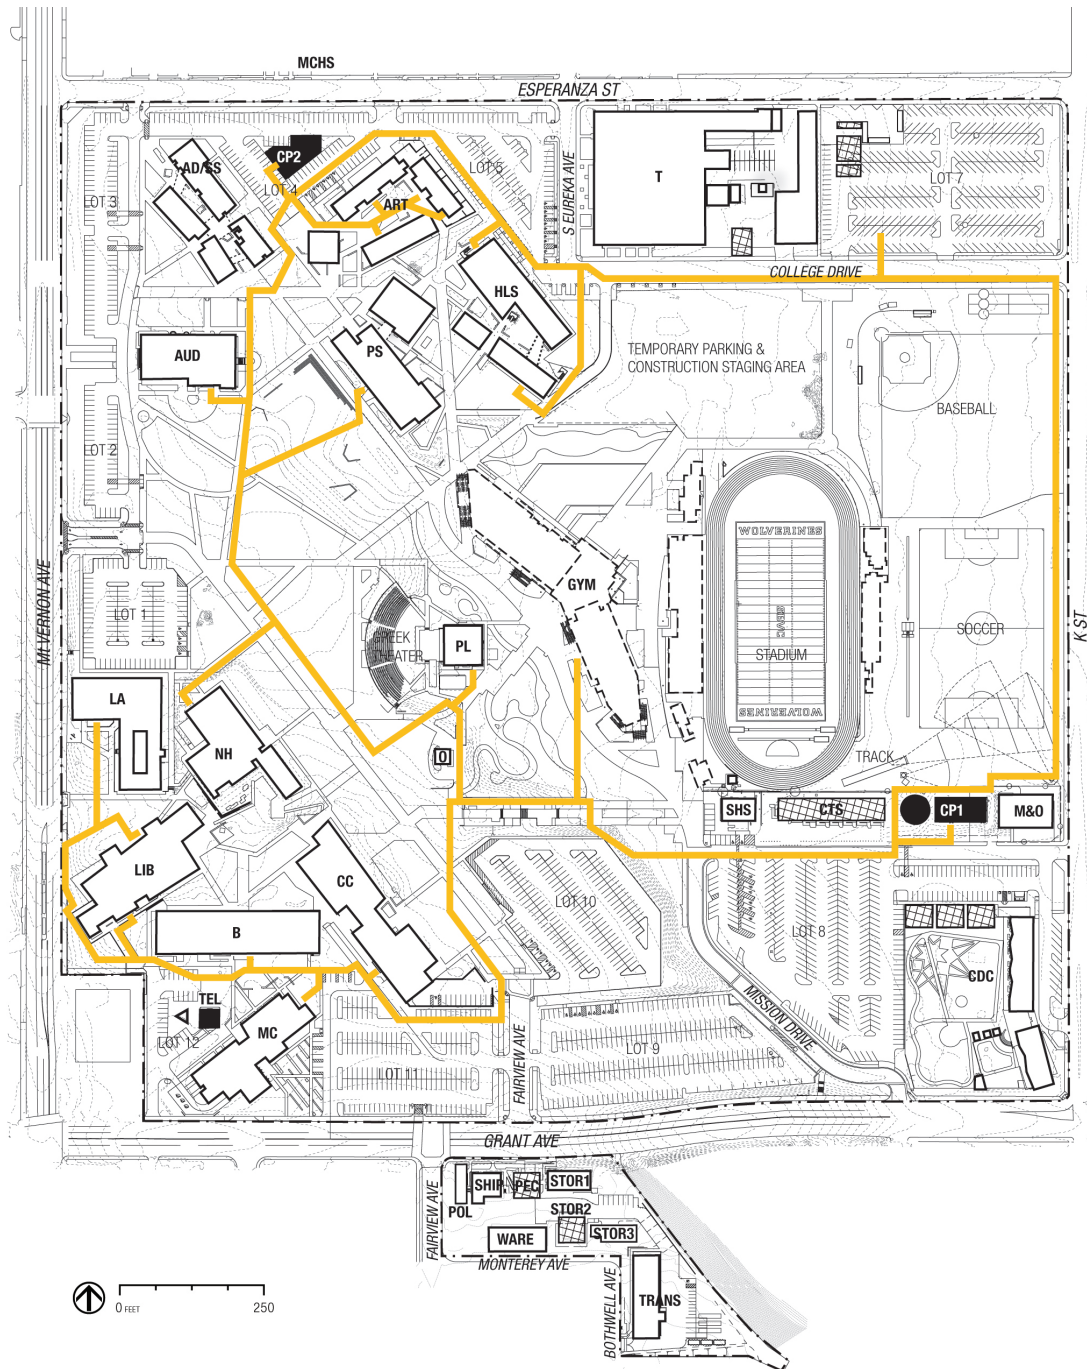 MCHS
ESPERANZA ST
CP2
AD/SS
LOT 4
LOT 5
LOT 3
ART
T
S EUREKA AVE
LOT 7
COLLEGE DRIVE
HLS
AUD
PS
TEMPORARY PARKING &
CONSTRUCTION STAGING AREA
BASEBALL
LOT 2
WOLVERINES
GYM
Mt VERNON AVE
LOT 1
GREEK
THEATER
PL
SBVC
STADIUM
SOCCER
K ST
LA
NH
WOLVERINES
O
TRACK
SHS
CTS
CP1
M&O
LIB
CC
LOT 10
B
LOT 8
CDC
TEL
MC
LOT 12
MISSION DRIVE
LOT 9
LOT 11
FAIRVIEW AVE
GRANT AVE
POL
SHIP
PEC
STOR1
STOR2
STOR3
WARE
FAIRVIEW AVE
MONTEREY AVE
BOTHWELL AVE
TRANS
0 FEET
250